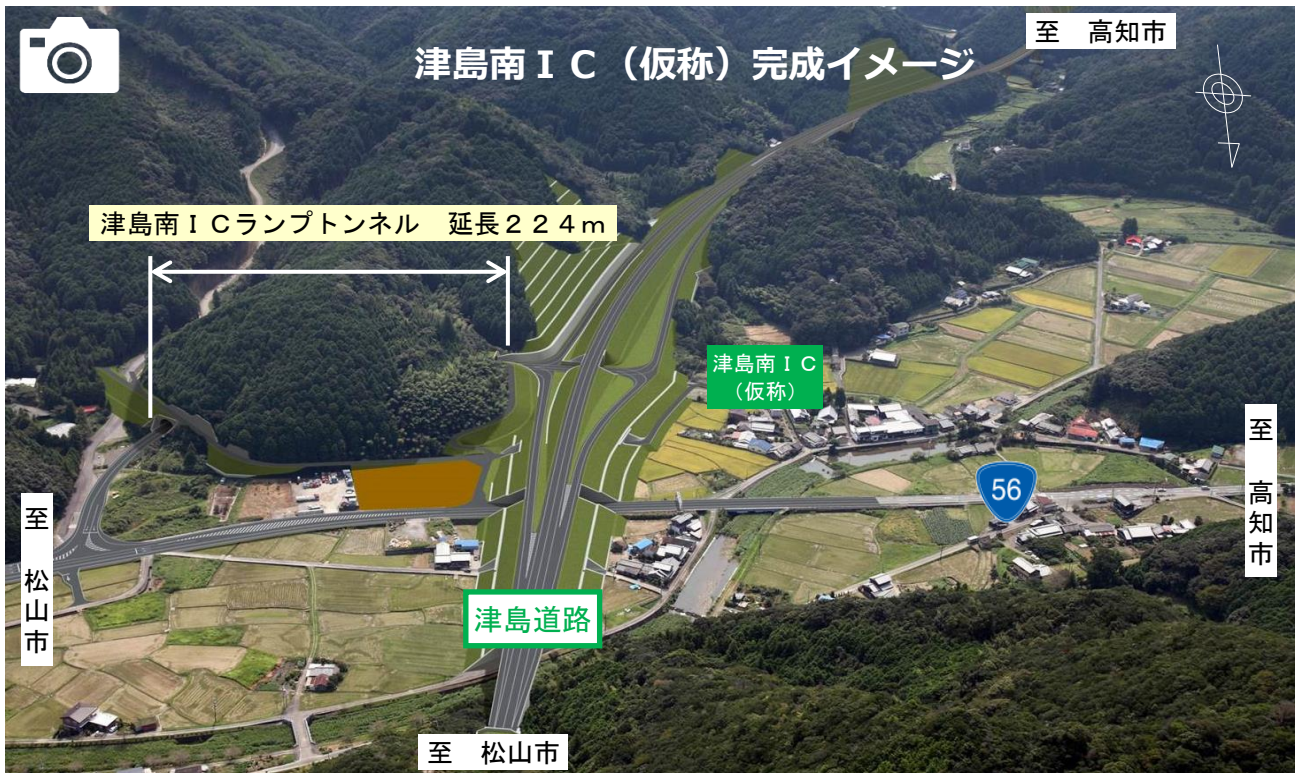 至　高知市
津島南ＩＣ（仮称）完成イメージ
津島南ＩＣランプトンネル　延長２２４ｍ
津島南ＩＣ
（仮称）
至　高知市
56
至　松山市
津島道路
至　松山市